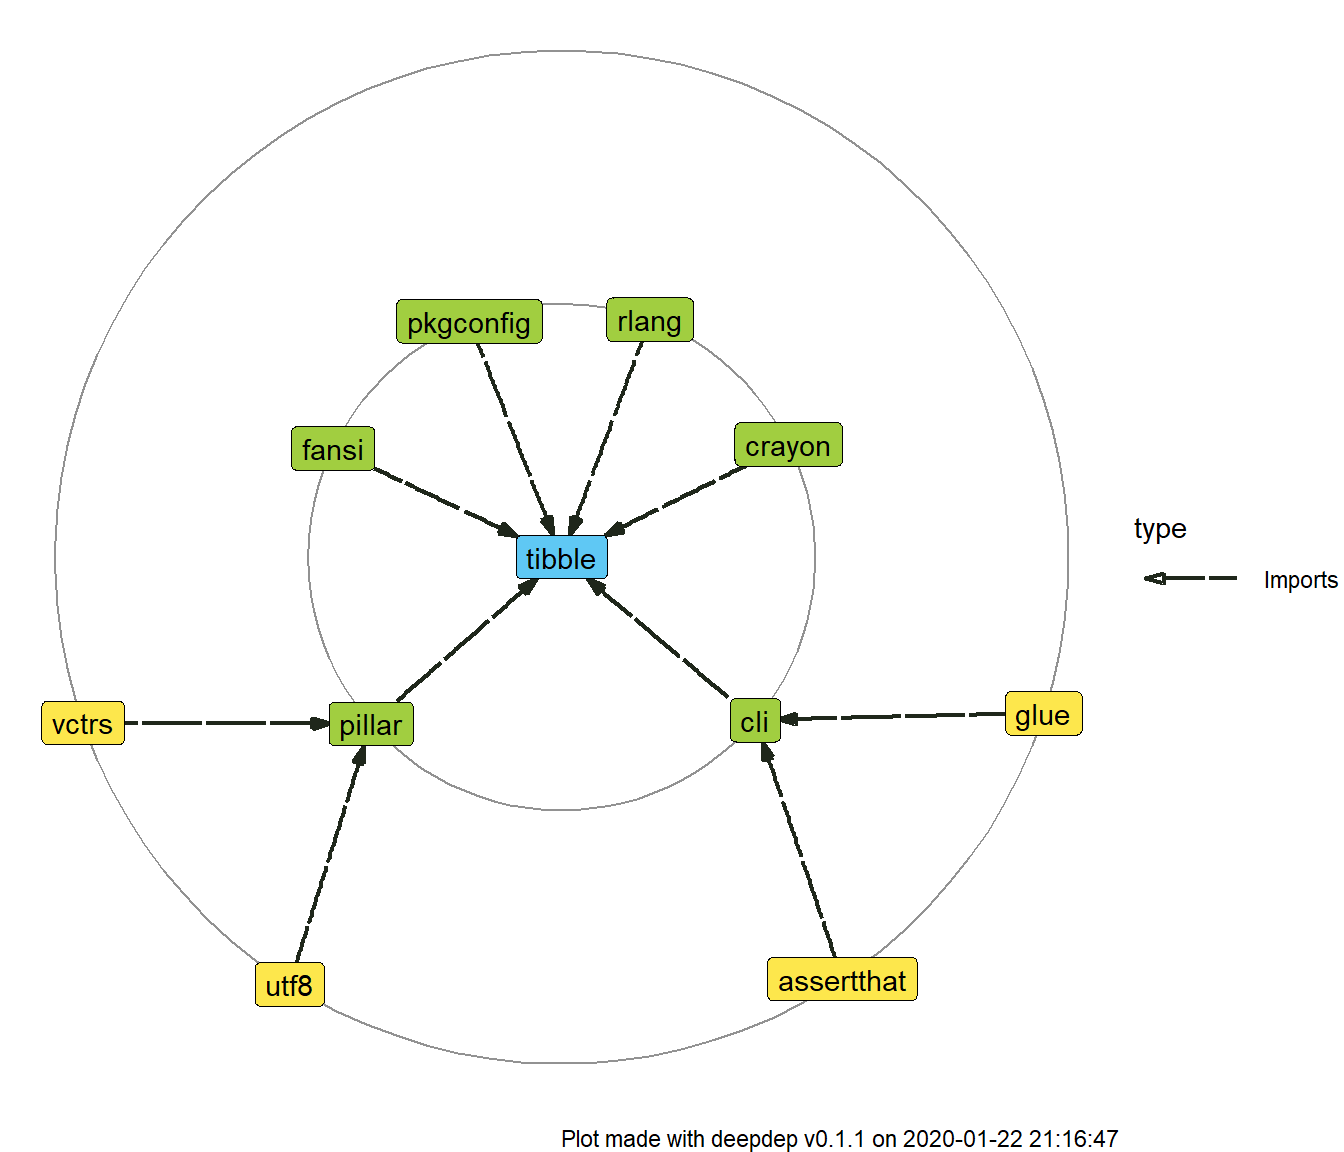 pkgconfig
rlang
fansi
crayon
tibble
type
Imports
vctrs
pillar
cli
glue
utf8
assertthat
Plot made with deepdep v0.1.1 on 2020-01-22 21:16:47